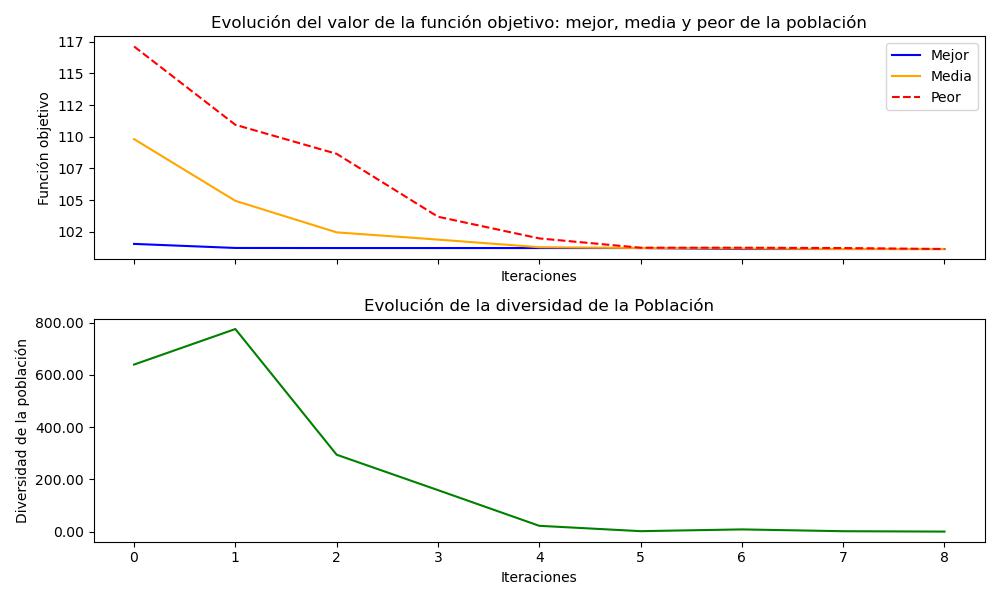 Evolución del valor de la función objetivo: mejor, media y peor de la población
117
115
112
110
107
105
102
Función objetivo
Mejor
Media
Peor
Iteraciones
Evolución de la diversidad de la Población
800.00
600.00
400.00
200.00
0.00
Diversidad de la población
0 1 2 3 4 5 6 7 8
Iteraciones